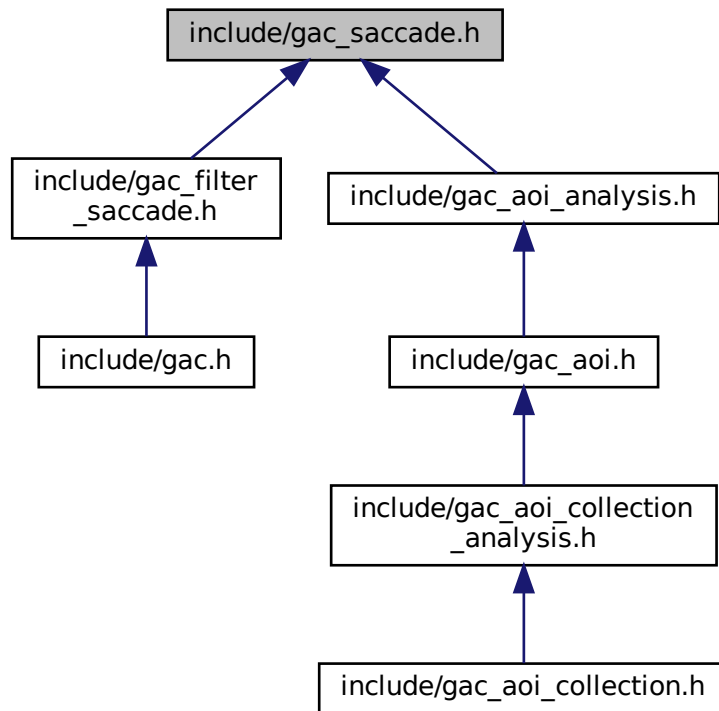 include/gac_saccade.h
include/gac_filter
_saccade.h
include/gac_aoi_analysis.h
include/gac.h
include/gac_aoi.h
include/gac_aoi_collection
_analysis.h
include/gac_aoi_collection.h